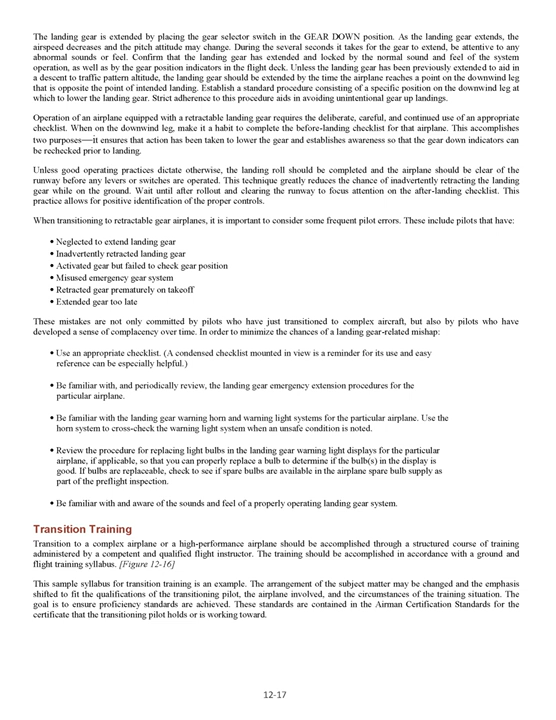 The landing gear is extended by placing the gear selector switch in the GEAR DOWN position. As the landing gear extends, the
airspeed decreases and the pitch attitude may change. During the several seconds it takes for the gear to extend, be attentive to any
abnormal sounds or feel. Confirm that the landing gear has extended and locked by the normal sound and feel of the system
operation, as well as by the gear position indicators in the flight deck. Unless the landing gear has been previously extended to aid in
a descent to traffic pattern altitude, the landing gear should be extended by the time the airplane reaches a point on the downwind leg
that is opposite the point of intended landing. Establish a standard procedure consisting of a specific position on the downwind leg at
which to lower the landing gear. Strict adherence to this procedure aids in avoiding unintentional gear up landings.
Operation of an airplane equipped with a retractable landing gear requires the deliberate, careful, and continued use of an appropriate
checklist. When on the downwind leg, make it a habit to complete the before-landing checklist for that airplane. This accomplishes
two purposes—it ensures that action has been taken to lower the gear and establishes awareness so that the gear down indicators can
be rechecked prior to landing.
Unless good operating practices dictate otherwise, the landing roll should be completed and the airplane should be clear of the
runway before any levers or switches are operated. This technique greatly reduces the chance of inadvertently retracting the landing
gear while on the ground. Wait until after rollout and clearing the runway to focus attention on the after-landing checklist. This
practice allows for positive identification of the proper controls.
When transitioning to retractable gear airplanes, it is important to consider some frequent pilot errors. These include pilots that have:
• Neglected to extend landing gear
• Inadvertently retracted landing gear
• Activated gear but failed to check gear position
• Misused emergency gear system
• Retracted gear prematurely on takeoff
• Extended gear too late
These mistakes are not only committed by pilots who have just transitioned to complex aircraft, but also by pilots who have
developed a sense of complacency over time. In order to minimize the chances of a landing gear-related mishap:
• Use an appropriate checklist. (A condensed checklist mounted in view is a reminder for its use and easy
reference can be especially helpful.)
• Be familiar with, and periodically review, the landing gear emergency extension procedures for the
particular airplane.
• Be familiar with the landing gear warning horn and warning light systems for the particular airplane. Use the
horn system to cross-check the warning light system when an unsafe condition is noted.
• Review the procedure for replacing light bulbs in the landing gear warning light displays for the particular
airplane, if applicable, so that you can properly replace a bulb to determine if the bulb(s) in the display is
good. If bulbs are replaceable, check to see if spare bulbs are available in the airplane spare bulb supply as
part of the preflight inspection.
• Be familiar with and aware of the sounds and feel of a properly operating landing gear system.
Transition Training
Transition to a complex airplane or a high-performance airplane should be accomplished through a structured course of training
administered by a competent and qualified flight instructor. The training should be accomplished in accordance with a ground and
flight training syllabus. [Figure 12-16]
This sample syllabus for transition training is an example. The arrangement of the subject matter may be changed and the emphasis
shifted to fit the qualifications of the transitioning pilot, the airplane involved, and the circumstances of the training situation. The
goal is to ensure proficiency standards are achieved. These standards are contained in the Airman Certification Standards for the
certificate that the transitioning pilot holds or is working toward.
12-17